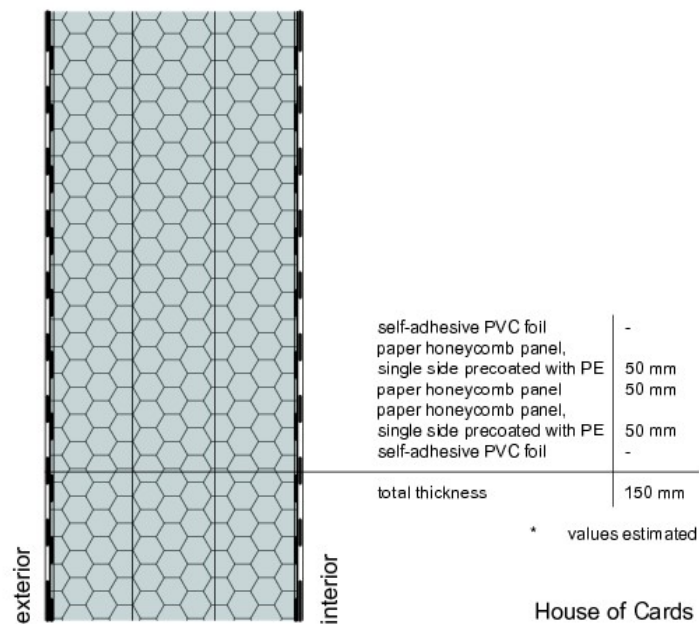 self-adhesive PVC foil -
paper honeycomb panel,
single side precoated with PE 50 mm
paper honeycomb panel 50 mm
paper honeycomb panel,
single side precoated with PE 50 mm
self-adhesive PVC foil -
total thickness 150 mm
* values estimated
exterior
interior
House of Cards